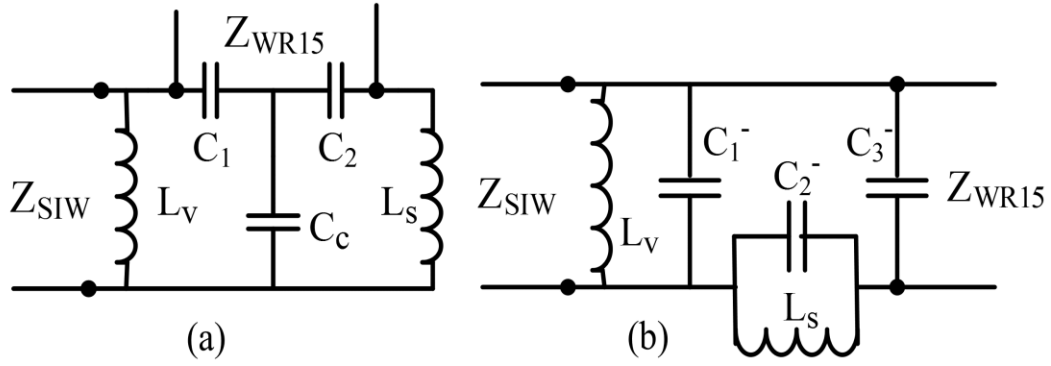 Z_WR15
C_1
C_2
Z_SIW
L_v
C_c
L_s
(a)
C_1^-
C_3^-
C_2^-
Z_SIW
Z_WR15
L_v
L_s
(b)